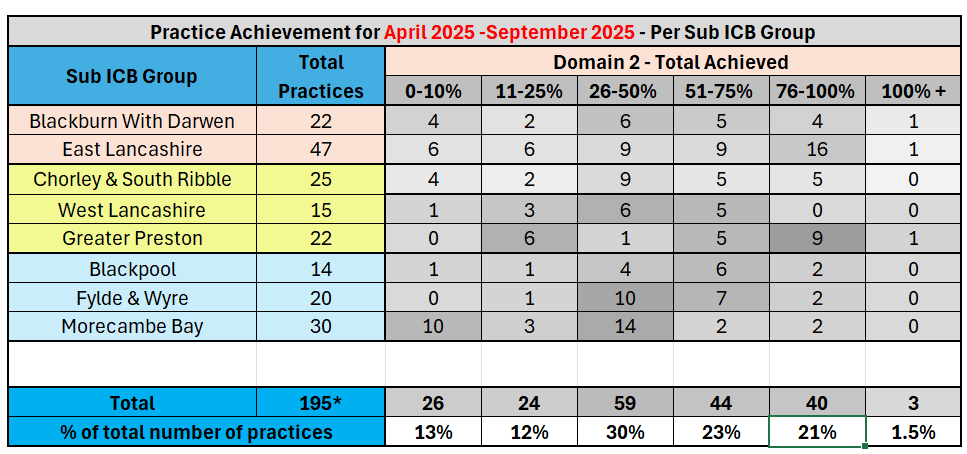 Practice Achievement for April 2025 -September 2025 - Per Sub ICB Group
Sub ICB Group Total Practices Domain 2 - Total Achieved
0-10% 11-25% 26-50% 51-75% 76-100% 100% +
Blackburn With Darwen 22 4 2 6 5 4 1
East Lancashire 47 6 6 9 9 16 1
Chorley & South Ribble 25 4 2 9 5 5 0
West Lancashire 15 1 3 6 5 0 0
Greater Preston 22 0 6 1 5 9 1
Blackpool 14 1 1 4 6 2 0
Fylde & Wyre 20 0 1 10 7 2 0
Morecambe Bay 30 10 3 14 2 2 0
Total 195* 26 24 59 44 40 3
% of total number of practices 13% 12% 30% 23% 21% 1.5%